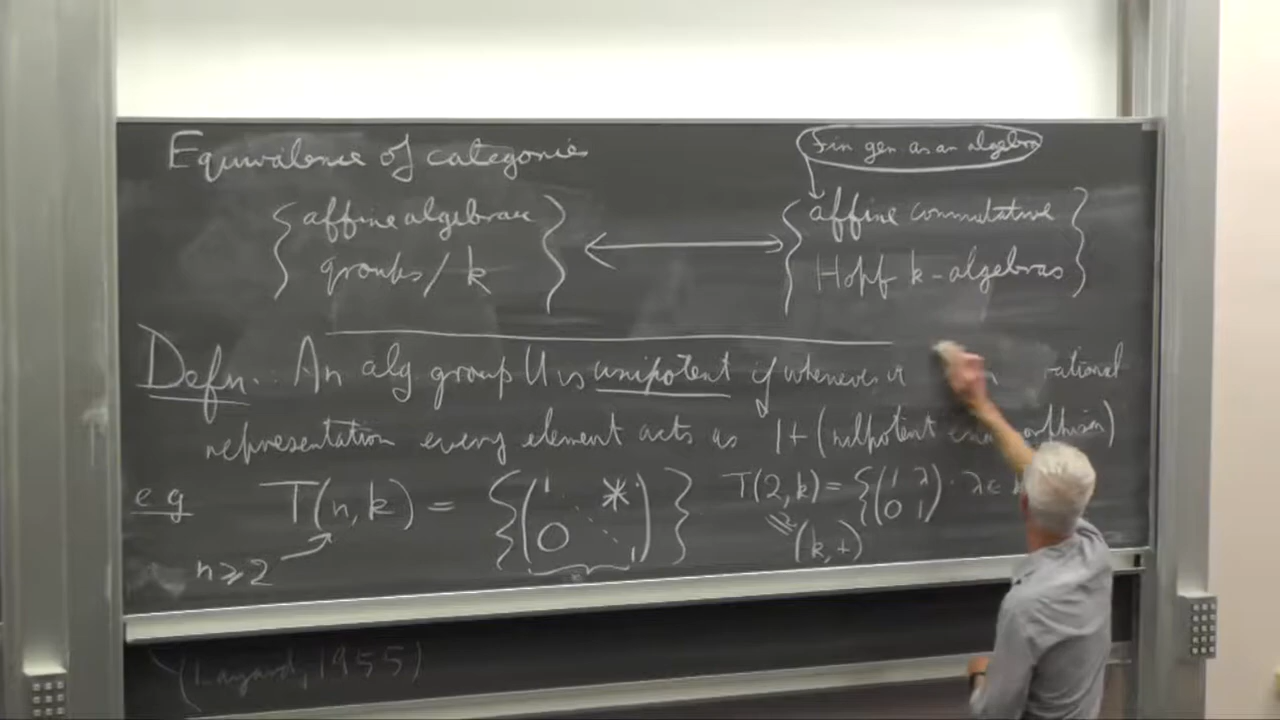 Equivalence of categories
Fin gen as an algebra
{affine algebraic groups/k} ⟷ {affine commutative Hopf k-algebras}
Defn. An alg group U is unipotent if whenever it rational
representation every element acts as 1+(nilpotent endomorphism)
eg T(n,k) = {(1 * 0 1)} T(2,k) = {(1 λ 0 1) : λ ∈
n≥2 (k,+)
(Lazard, 1955)